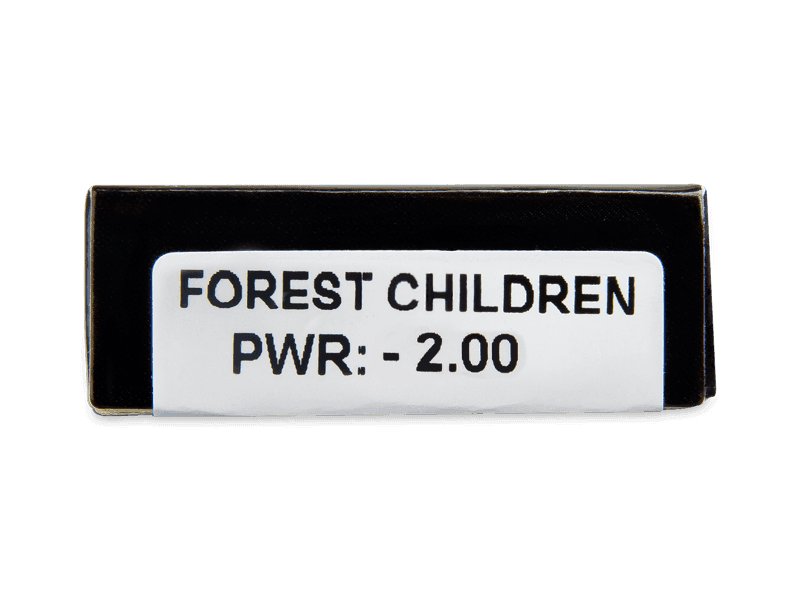 FOREST CHILDREN
PWR: - 2.00